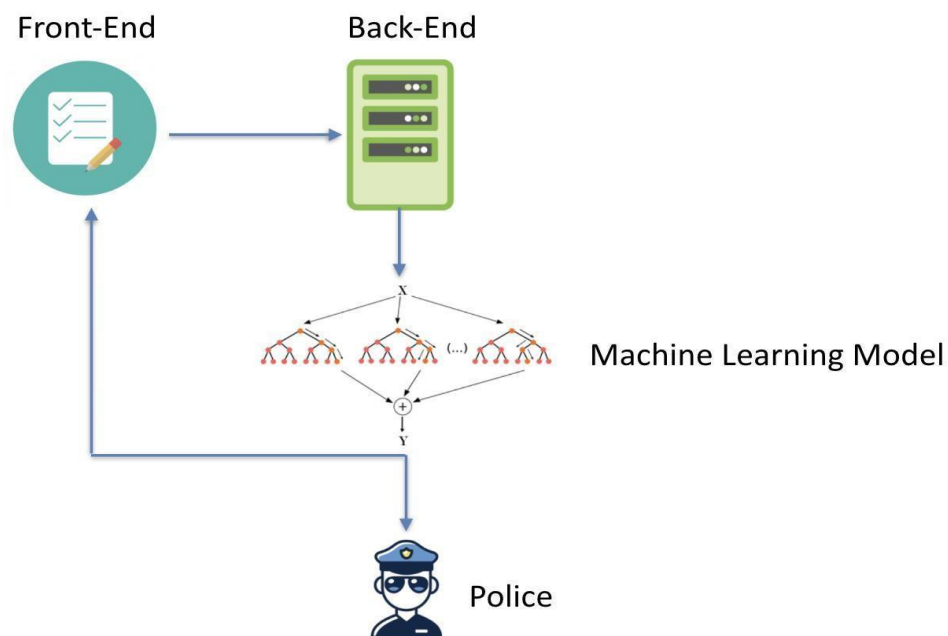 Front-End
Back-End
X
(...)
Machine Learning Model
+
Y
Police